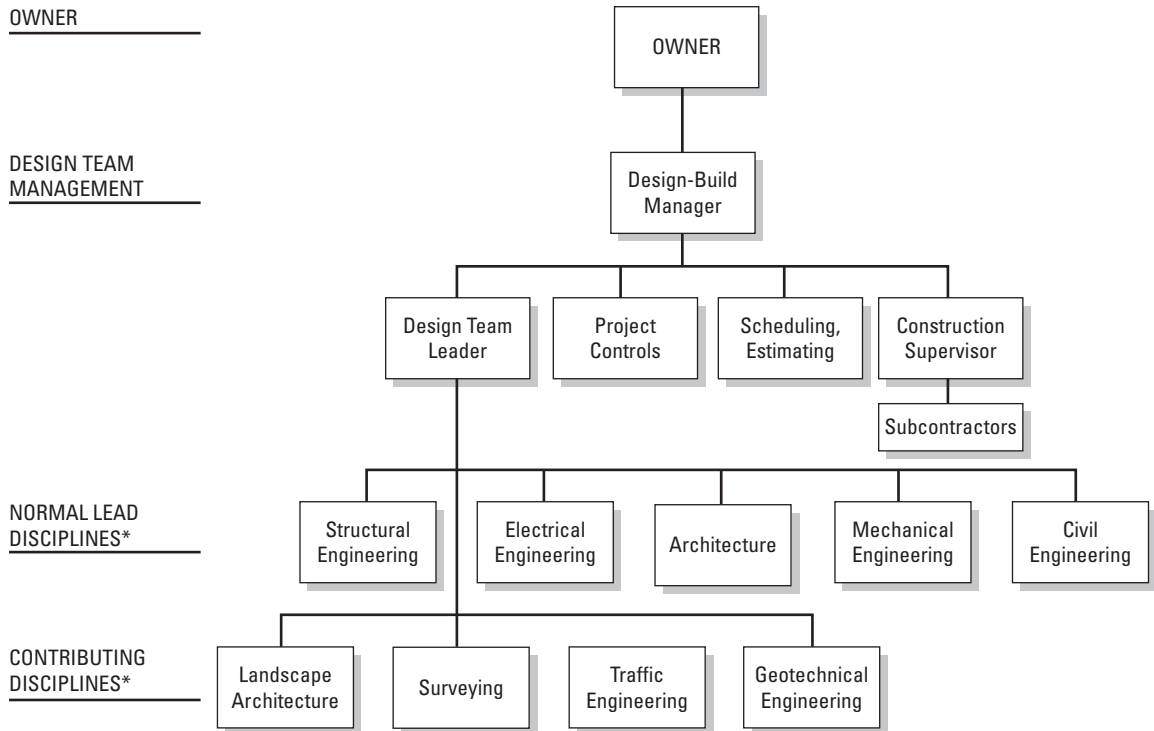 OWNER
OWNER
DESIGN TEAM
MANAGEMENT
Design-Build
Manager
Design Team
Leader
Project
Controls
Scheduling,
Estimating
Construction
Supervisor
Subcontractors
NORMAL LEAD
DISCIPLINES*
Structural
Engineering
Electrical
Engineering
Architecture
Mechanical
Engineering
Civil
Engineering
CONTRIBUTING
DISCIPLINES*
Landscape
Architecture
Surveying
Traffic
Engineering
Geotechnical
Engineering